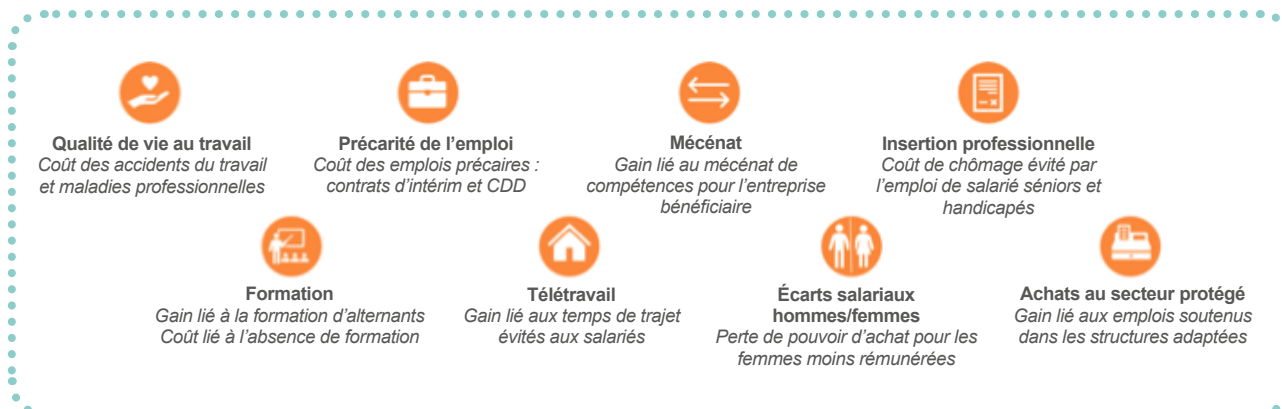 Qualité de vie au travail
Coût des accidents du travail
et maladies professionnelles
Précarité de l'emploi
Coût des emplois précaires :
contrats d'intérim et CDD
Mécénat
Gain lié au mécénat de
compétences pour l'entreprise
bénéficiaire
Insertion professionnelle
Coût de chômage évité par
l'emploi de salarié séniors et
handicapés
Formation
Gain lié à la formation d'alternants
Coût lié à l'absence de formation
Télétravail
Gain lié aux temps de trajet
évités aux salariés
Écarts salariaux
hommes/femmes
Perte de pouvoir d'achat pour les
femmes moins rémunérées
Achats au secteur protégé
Gain lié aux emplois soutenus
dans les structures adaptées